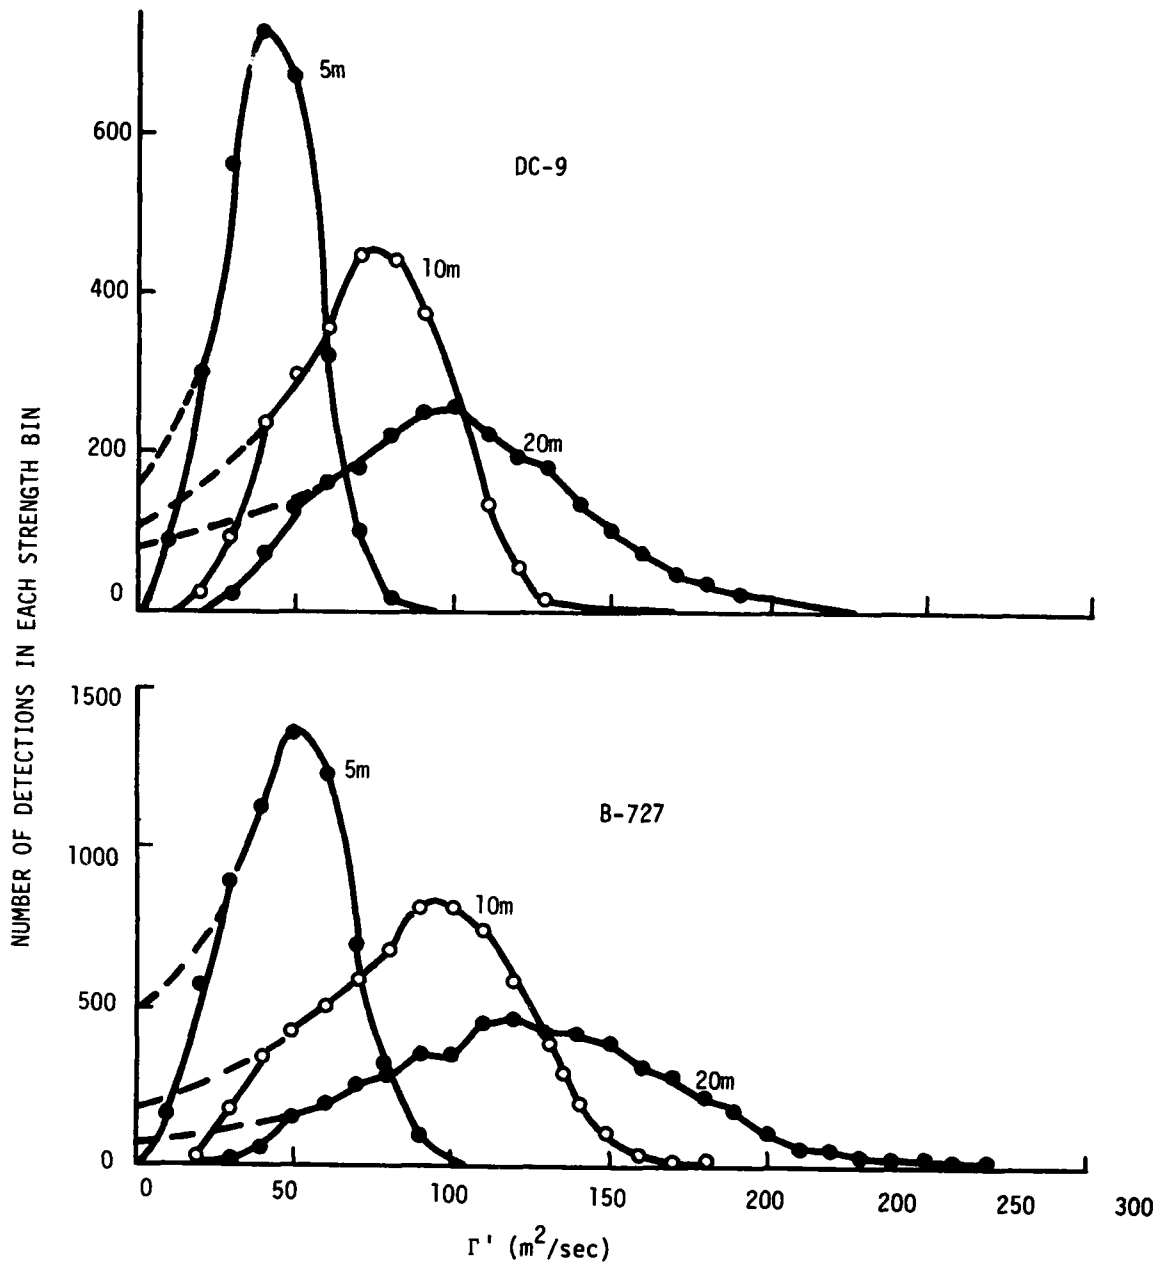 NUMBER OF DETECTIONS IN EACH STRENGTH BIN
600
400
200
0
5m
10m
20m
DC-9
1500
1000
500
0
5m
10m
20m
B-727
0 50 100 150 200 200 250 300
Γ' (m²/sec)